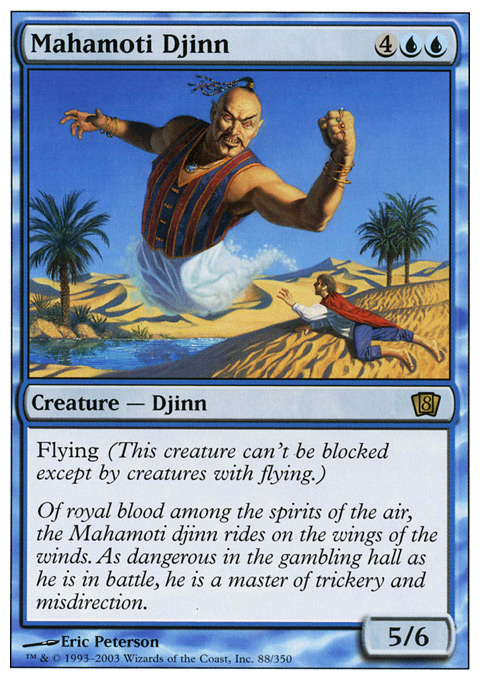 Mahamoti Djinn 4
Creature — Djinn 8
Flying (This creature can't be blocked
except by creatures with flying.)
Of royal blood among the spirits of the air,
the Mahamoti djinn rides on the wings of the
winds. As dangerous in the gambling hall as
he is in battle, he is a master of trickery and
misdirection.
Eric Peterson
5/6
™ & © 1993–2003 Wizards of the Coast, Inc. 88/350